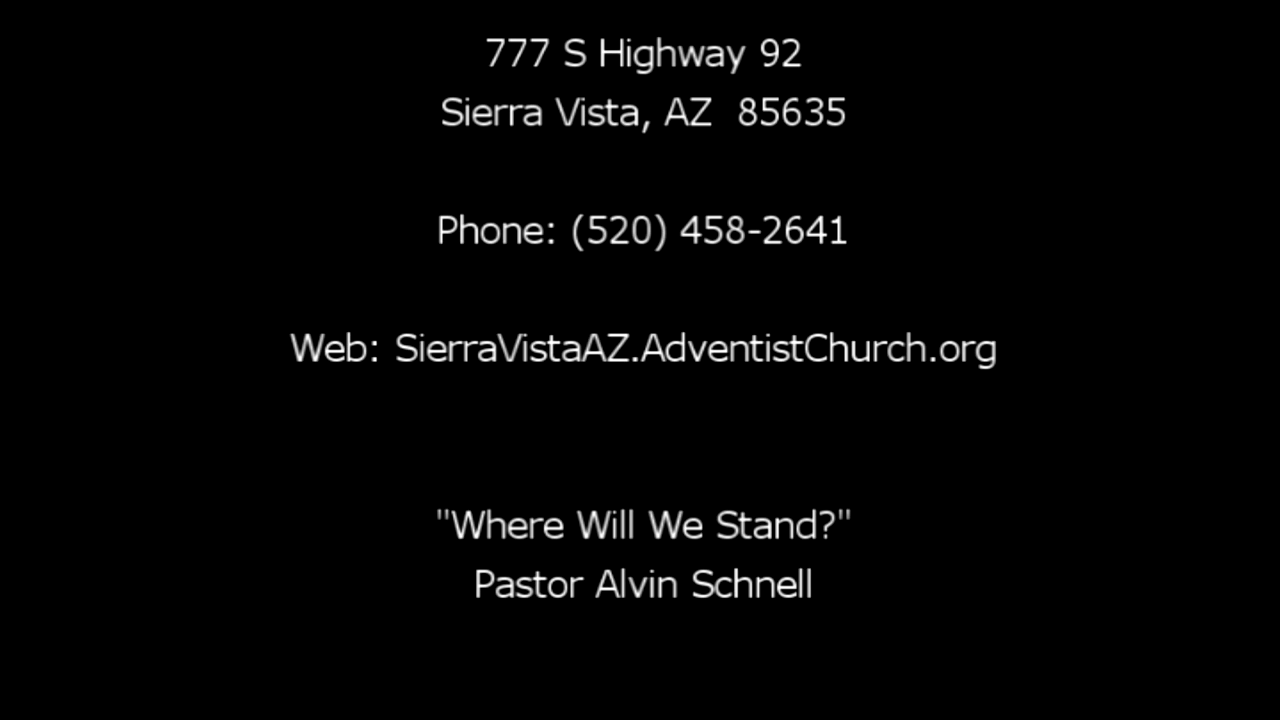 777 S Highway 92
Sierra Vista, AZ  85635
Phone: (520) 458-2641
Web: SierraVistaAZ.AdventistChurch.org
"Where Will We Stand?"
Pastor Alvin Schnell